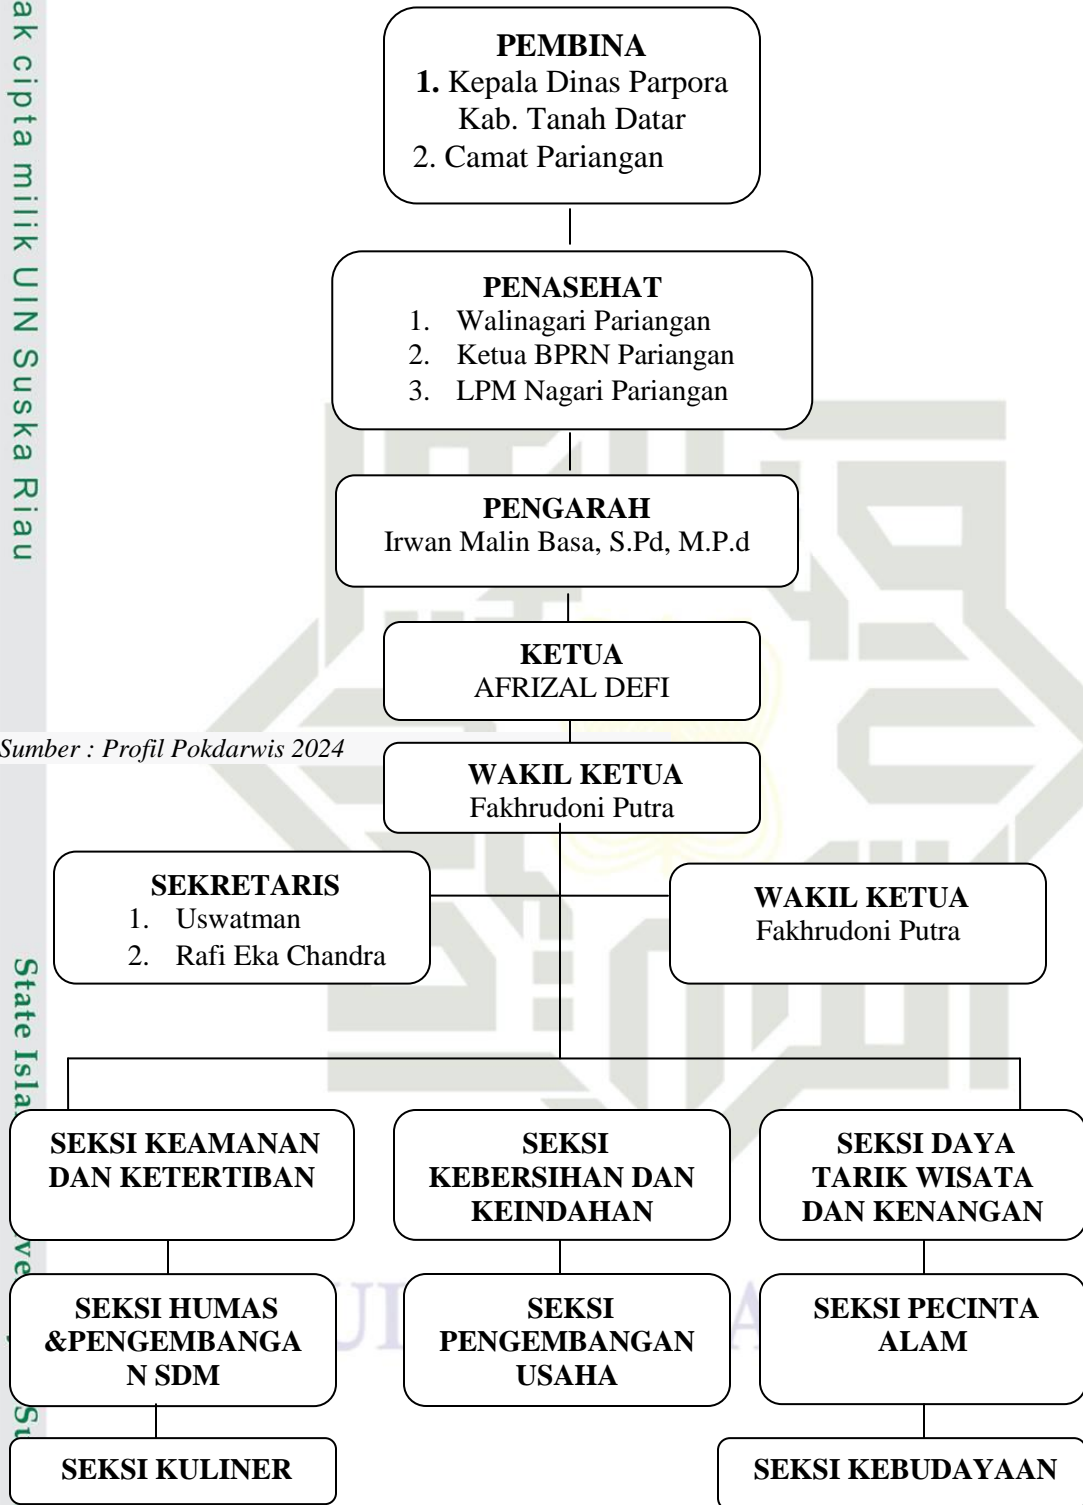 ak cipta milik UIN Suska Riau
PEMBINA
1. Kepala Dinas Parpora
Kab. Tanah Datar
2. Camat Pariangan
PENASEHAT
1. Walinagari Pariangan
2. Ketua BPRN Pariangan
3. LPM Nagari Pariangan
PENGARAH
Irwan Malin Basa, S.Pd, M.P.d
KETUA
AFRIZAL DEFI
Sumber : Profil Pokdarwis 2024
WAKIL KETUA
Fakhrudoni Putra
SEKRETARIS
1. Uswatman
2. Rafi Eka Chandra
WAKIL KETUA
Fakhrudoni Putra
State Isla
SEKSI KEAMANAN
DAN KETERTIBAN
SEKSI
KEBERSIHAN DAN
KEINDAHAN
SEKSI DAYA
TARIK WISATA
DAN KENANGAN
SEKSI HUMAS
&PENGEMBANGA
N SDM
SEKSI
PENGEMBANGAN
USAHA
SEKSI PECINTA
ALAM
SEKSI KULINER
SEKSI KEBUDAYAAN